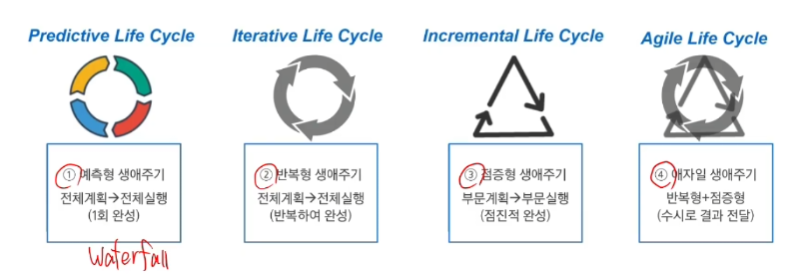 Predictive Life Cycle
① 예측형 생애주기
전체계획→전체실행
(1회 완성)
Waterfall
Iterative Life Cycle
② 반복형 생애주기
전체계획→전체실행
(반복하여 완성)
Incremental Life Cycle
③ 점증형 생애주기
부문계획→부문실행
(점진적 완성)
Agile Life Cycle
④ 애자일 생애주기
반복형+점증형
(수시로 결과 전달)